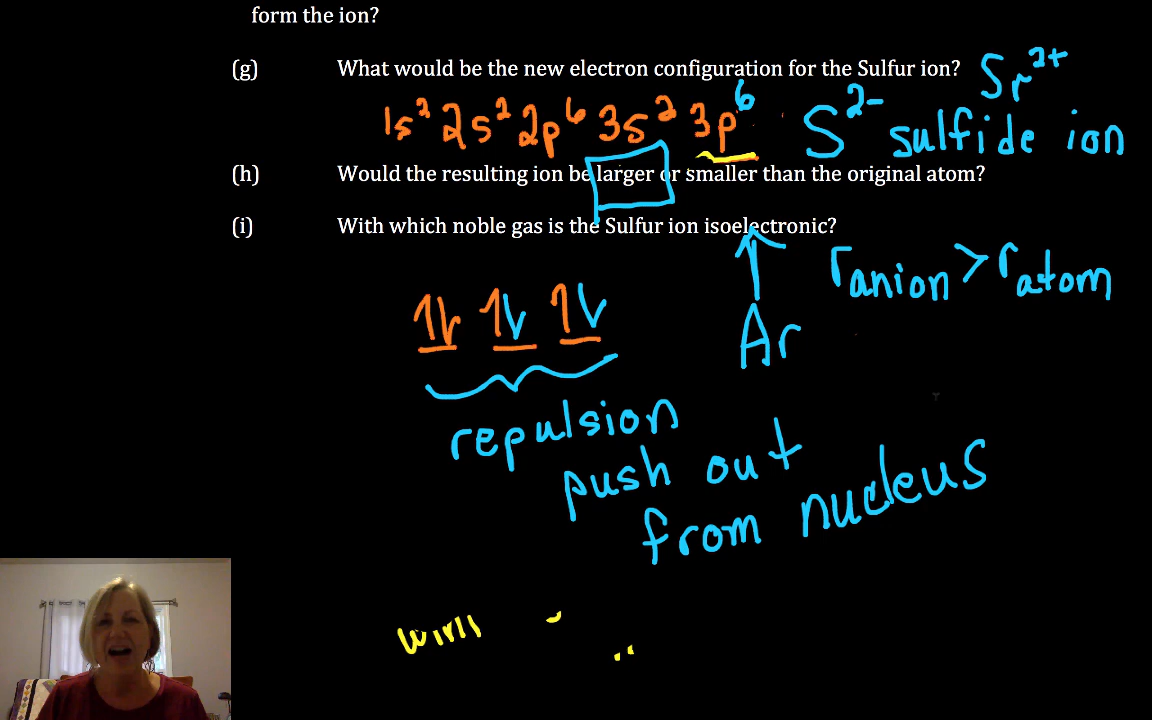 form the ion?
(g) What would be the new electron configuration for the Sulfur ion? Sr²⁺
1s² 2s² 2p⁶ 3s² 3p⁶ S²⁻ sulfide ion
(h) Would the resulting ion be larger or smaller than the original atom?
(i) With which noble gas is the Sulfur ion isoelectronic?
r anion > r atom
↑
Ar
repulsion
push out
from nucleus